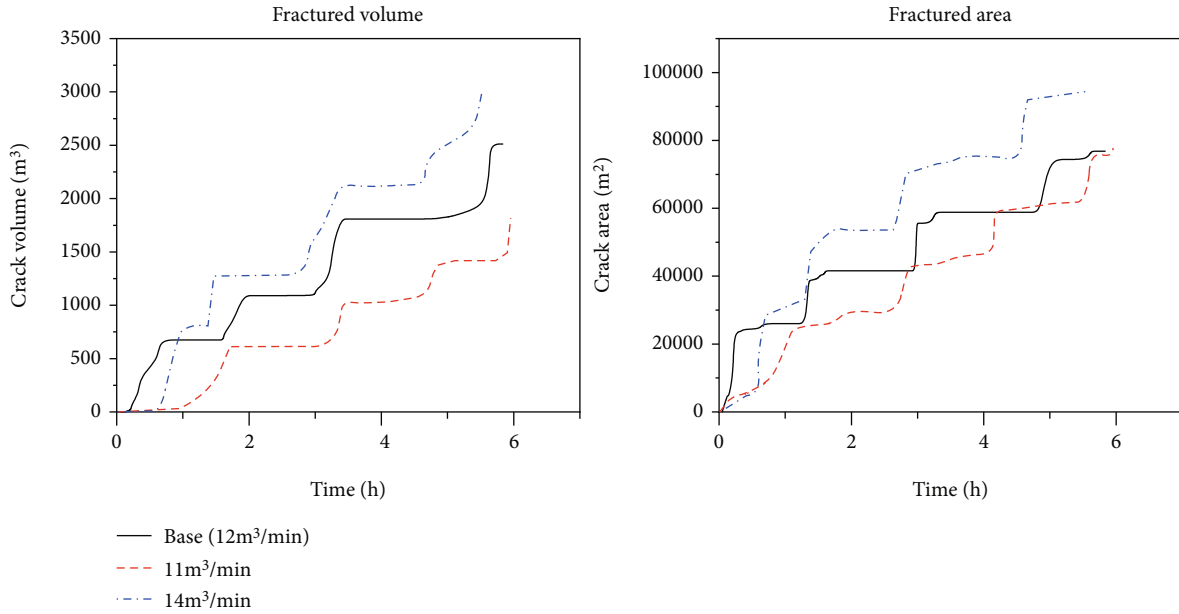 Fractured volume
3500
3000
2500
2000
1500
1000
500
0
0
2
4
6
Crack volume (m³)
Time (h)
Fractured area
100000
80000
60000
40000
20000
0
0
2
4
6
Crack area (m²)
Time (h)
Base (12m³/min)
11m³/min
14m³/min